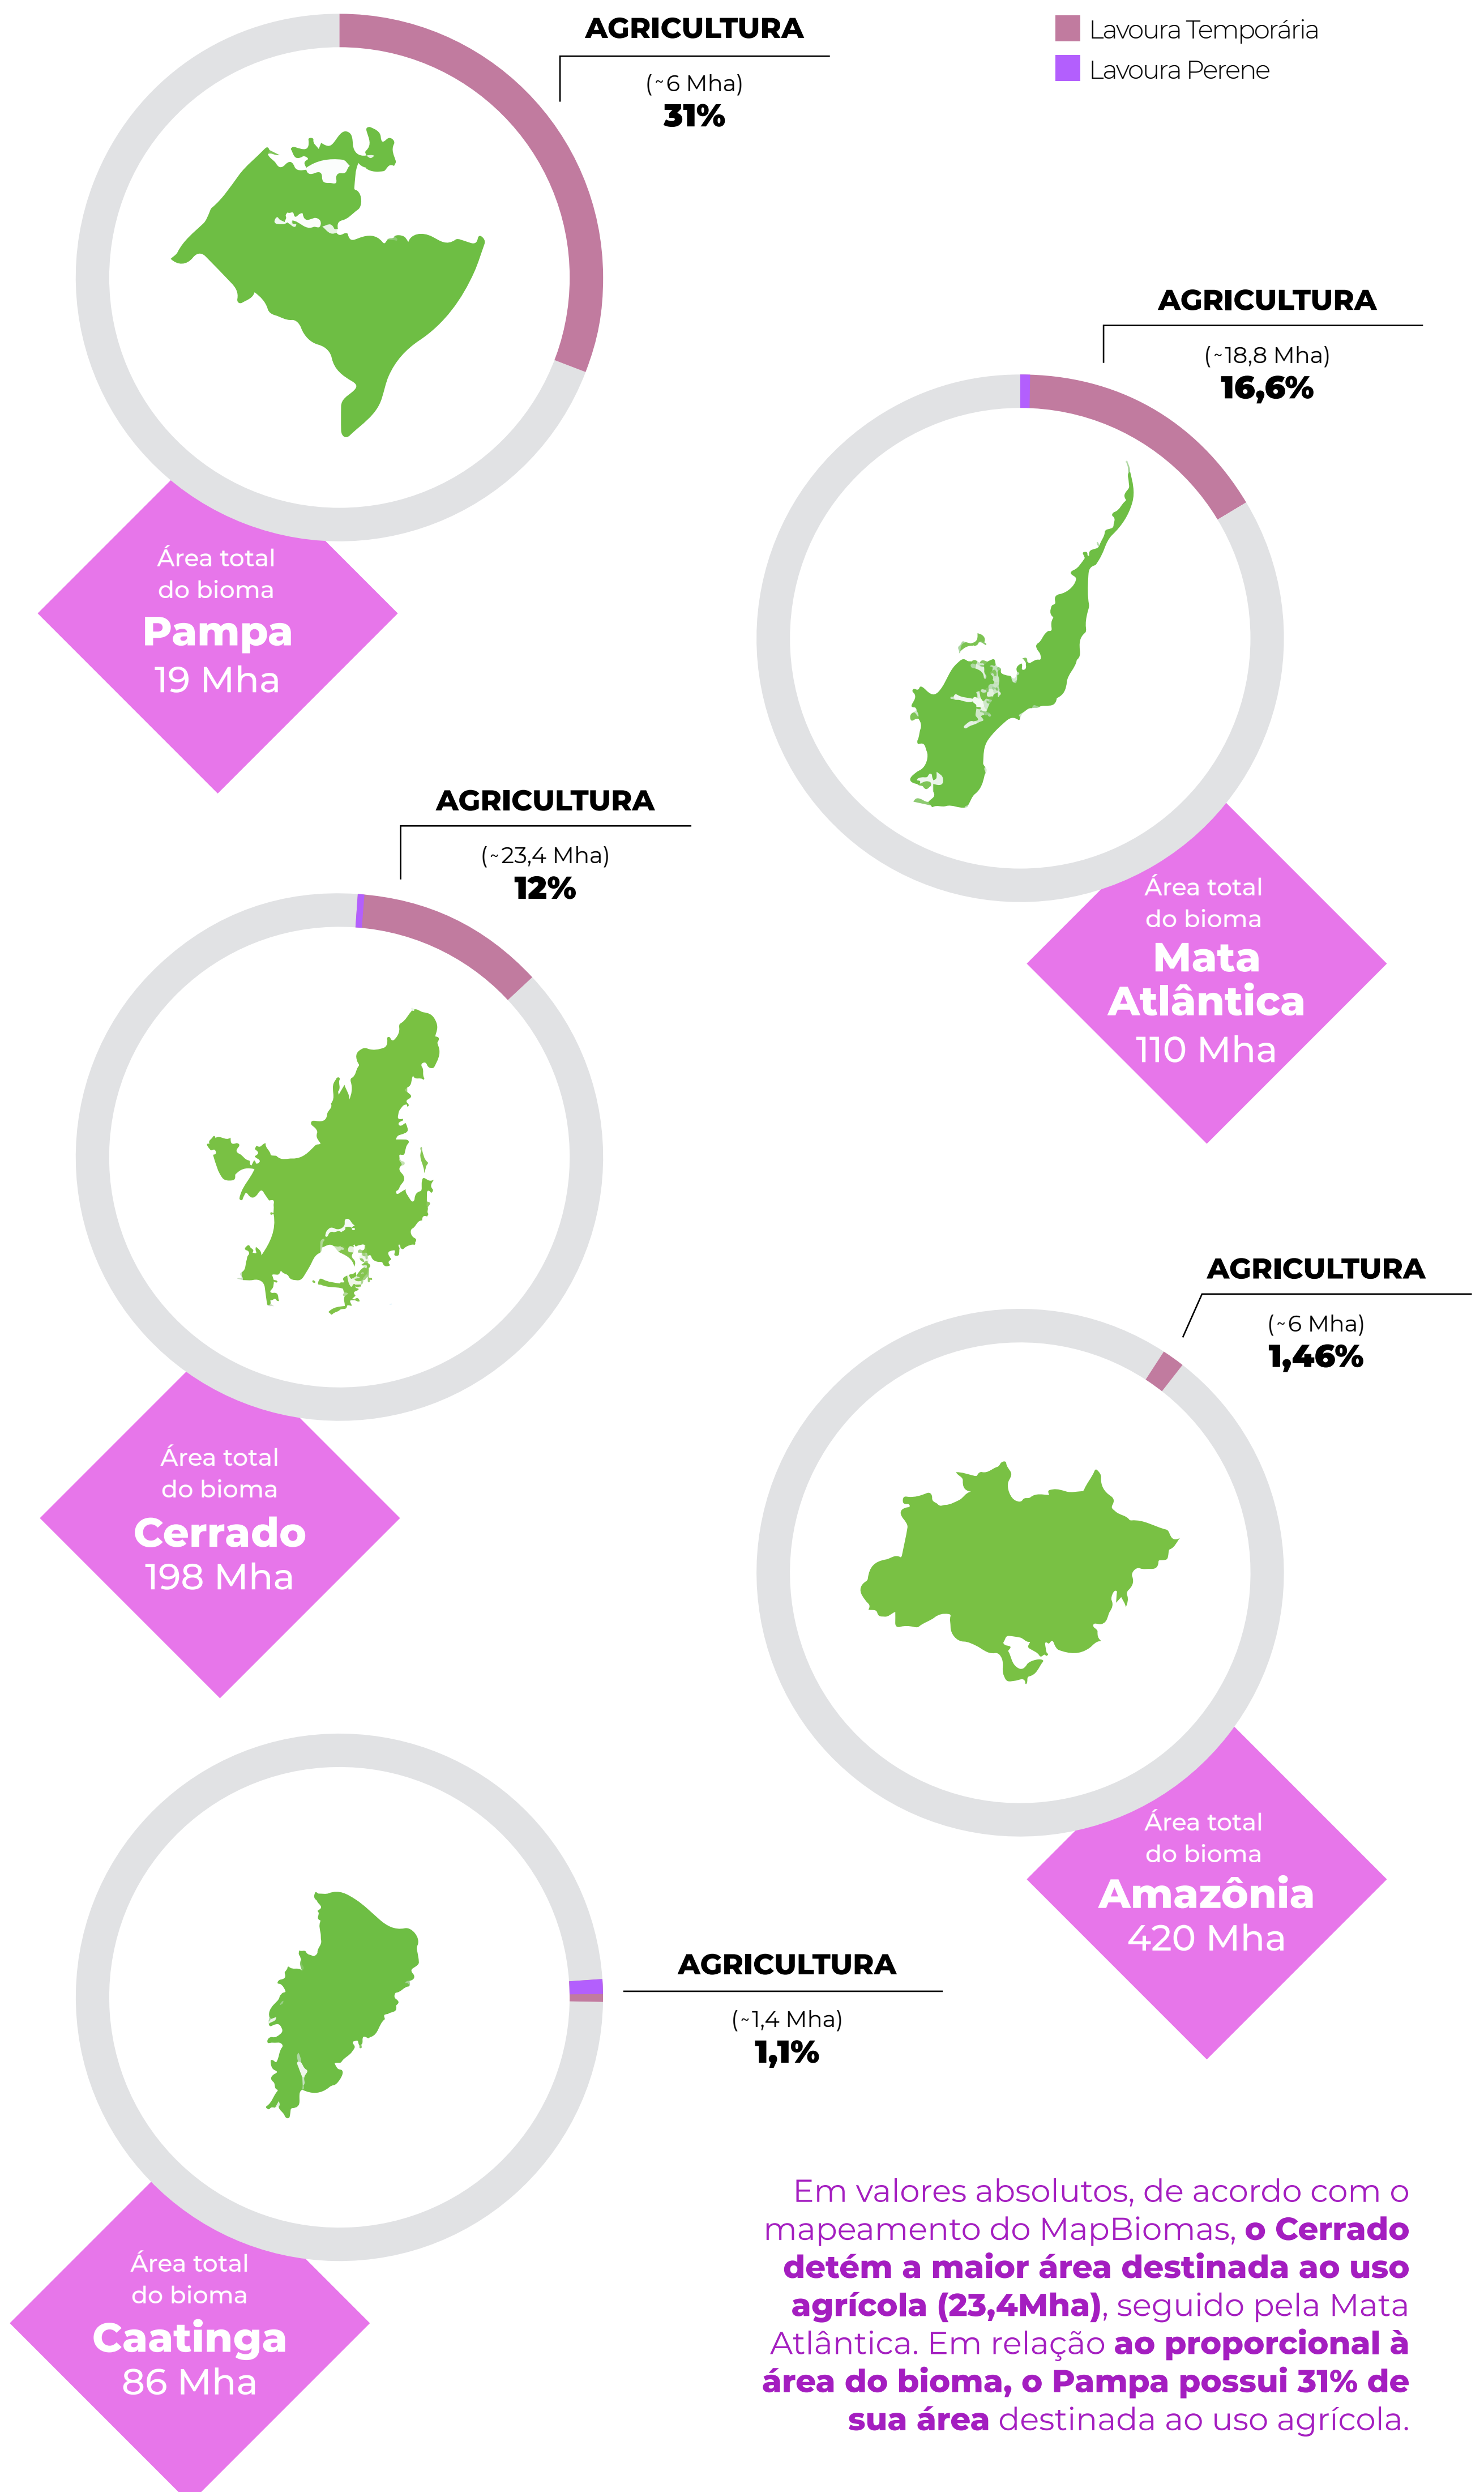 AGRICULTURA
(~6 Mha)
31%
Lavoura Temporária
Lavoura Perene
Área total
do bioma
Pampa
19 Mha
AGRICULTURA
(~18,8 Mha)
16,6%
Área total
do bioma
Mata
Atlântica
110 Mha
AGRICULTURA
(~23,4 Mha)
12%
Área total
do bioma
Cerrado
198 Mha
AGRICULTURA
(~6 Mha)
1,46%
Área total
do bioma
Amazônia
420 Mha
AGRICULTURA
(~1,4 Mha)
1,1%
Área total
do bioma
Caatinga
86 Mha
Em valores absolutos, de acordo com o
mapeamento do MapBiomas, o Cerrado
detém a maior área destinada ao uso
agrícola (23,4Mha), seguido pela Mata
Atlântica. Em relação ao proporcional à
área do bioma, o Pampa possui 31% de
sua área destinada ao uso agrícola.